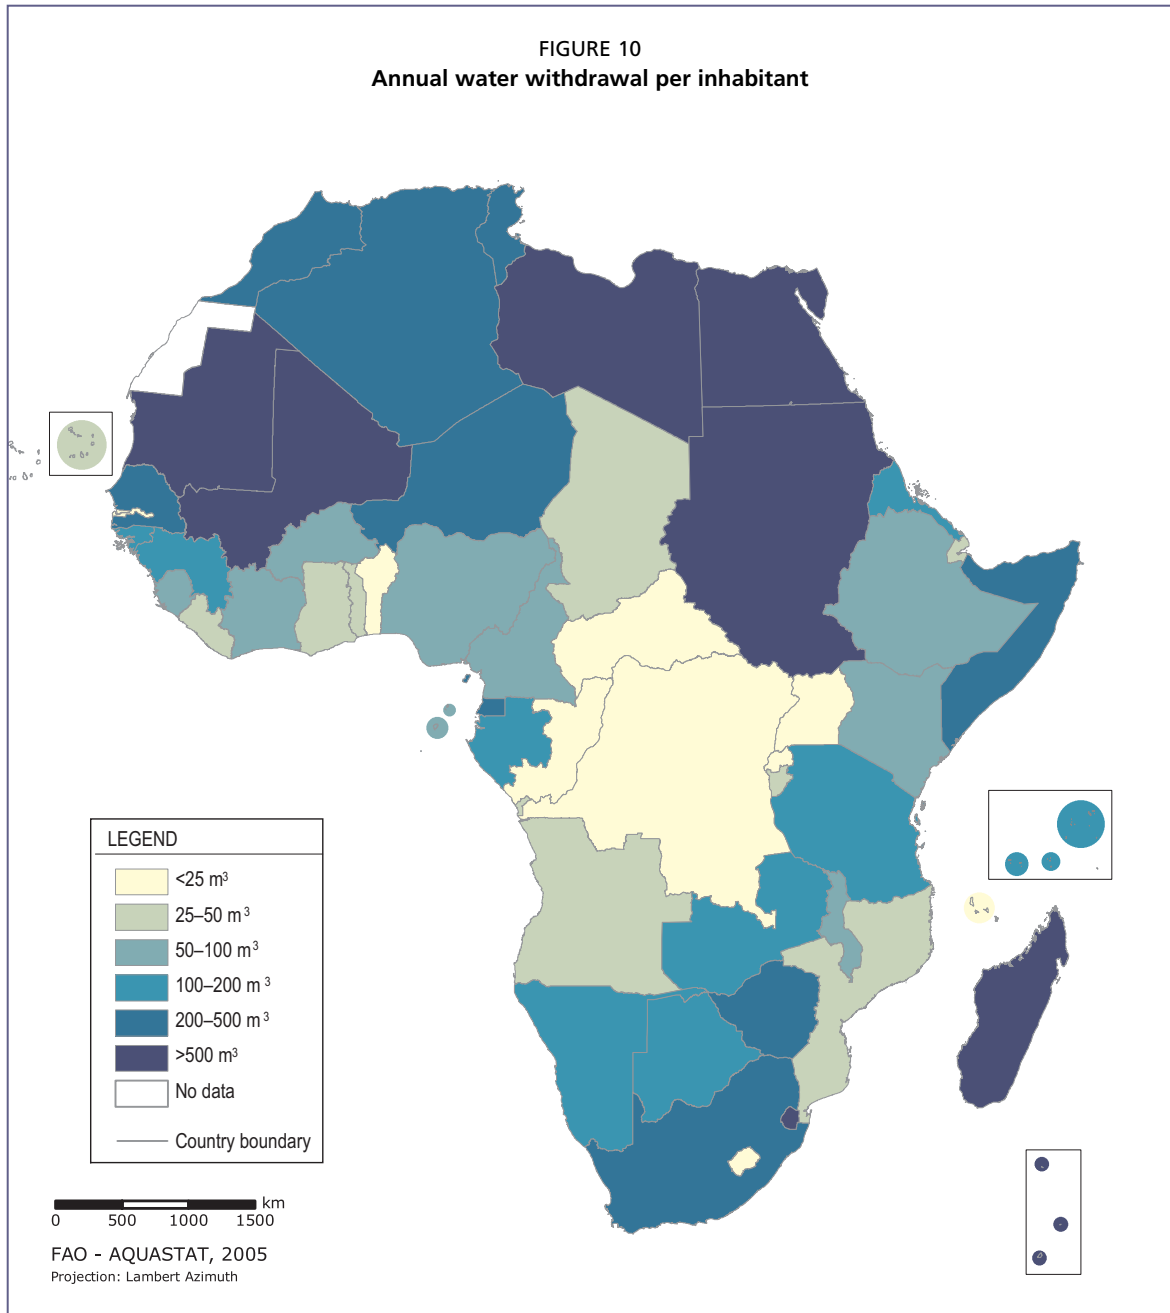 FIGURE 10
Annual water withdrawal per inhabitant
LEGEND
<25 m³
25–50 m³
50–100 m³
100–200 m³
200–500 m³
>500 m³
No data
Country boundary
km
0 500 1000 1500
FAO - AQUASTAT, 2005
Projection: Lambert Azimuth